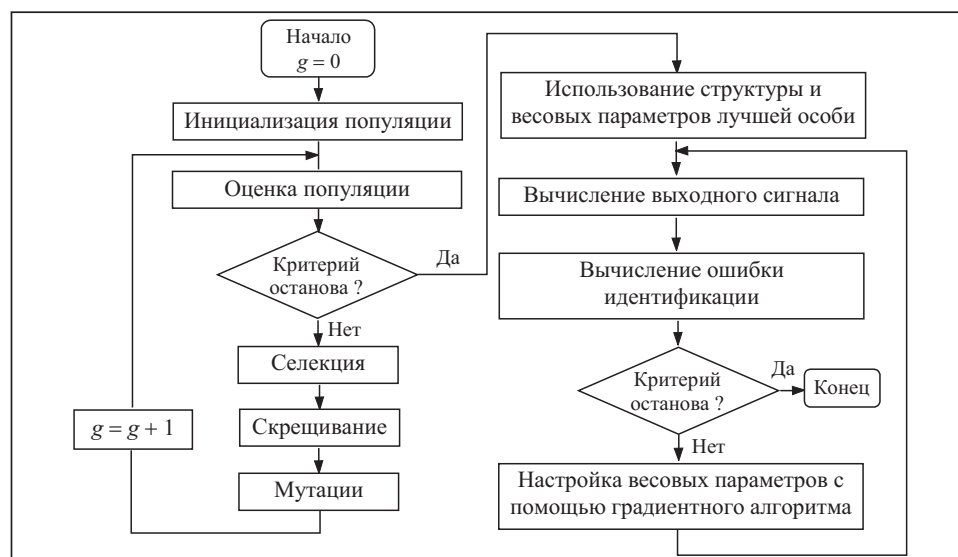 Начало
g = 0
Инициализация популяции
Оценка популяции
Критерий
останова ?
Да
Нет
Селекция
Скрещивание
Мутации
g = g + 1
Использование структуры и
весовых параметров лучшей особи
Вычисление выходного сигнала
Вычисление ошибки
идентификации
Критерий
останова ?
Да
Конец
Нет
Настройка весовых параметров с
помощью градиентного алгоритма